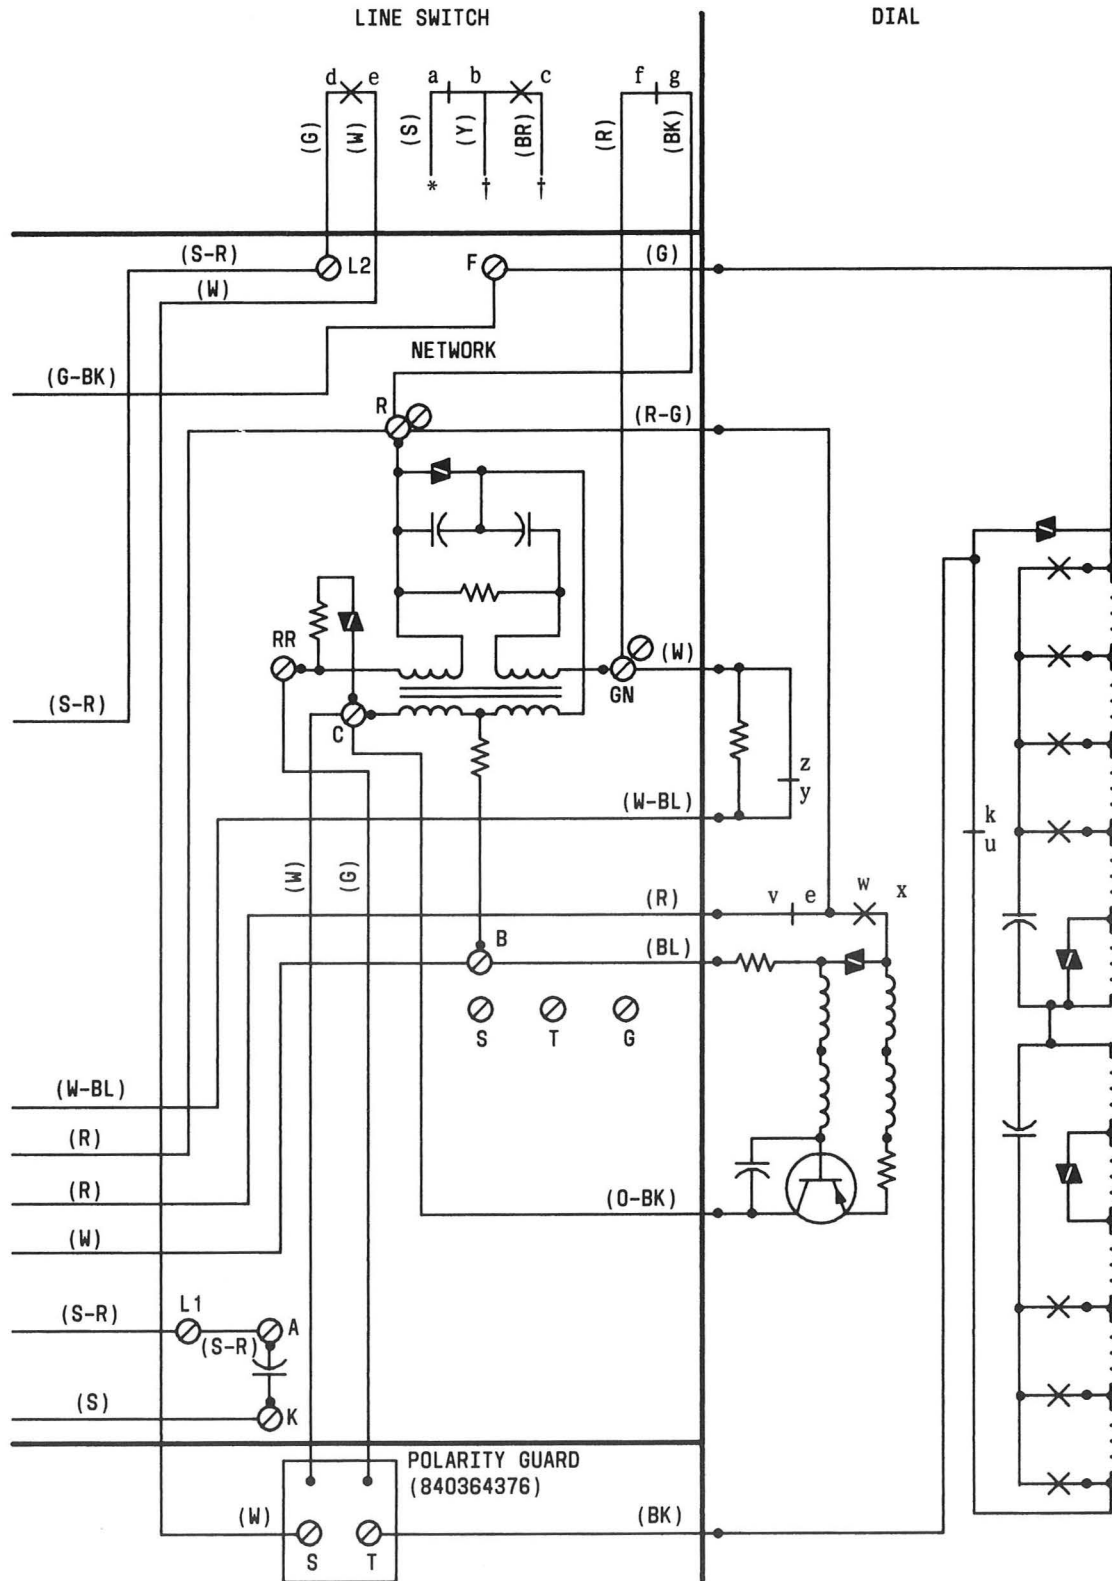 LINE SWITCH
DIAL
d e
a b c
f g
(G)
(W)
(S)
(Y)
(BR)
(R)
(BK)
*
†
†
(S-R)
L2
F
(G)
(W)
NETWORK
(G-BK)
R
(R-G)
RR
(W)
GN
(S-R)
C
z
y
(W-BL)
k
u
(W)
(G)
(R)
v e w x
B
(BL)
S T G
(W-BL)
(R)
(R)
(O-BK)
(W)
L1
(S-R)
A
(S-R)
(S)
K
POLARITY GUARD
(840364376)
(W)
(BK)
S T